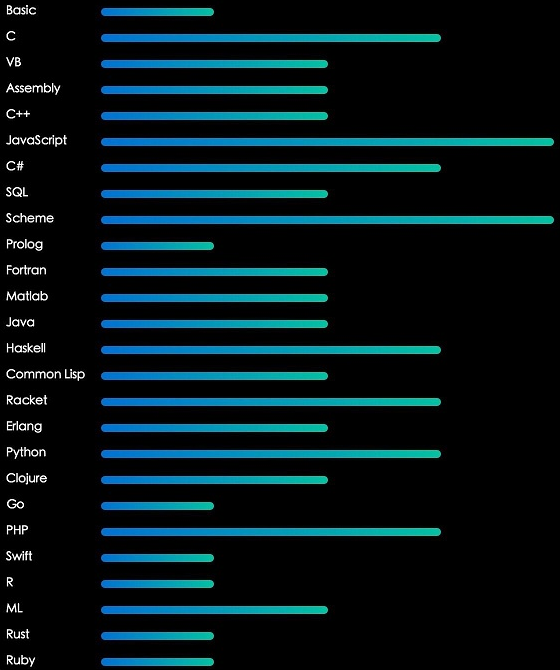 Basic
C
VB
Assembly
C++
JavaScript
C#
SQL
Scheme
Prolog
Fortran
Matlab
Java
Haskell
Common Lisp
Racket
Erlang
Python
Clojure
Go
PHP
Swift
R
ML
Rust
Ruby